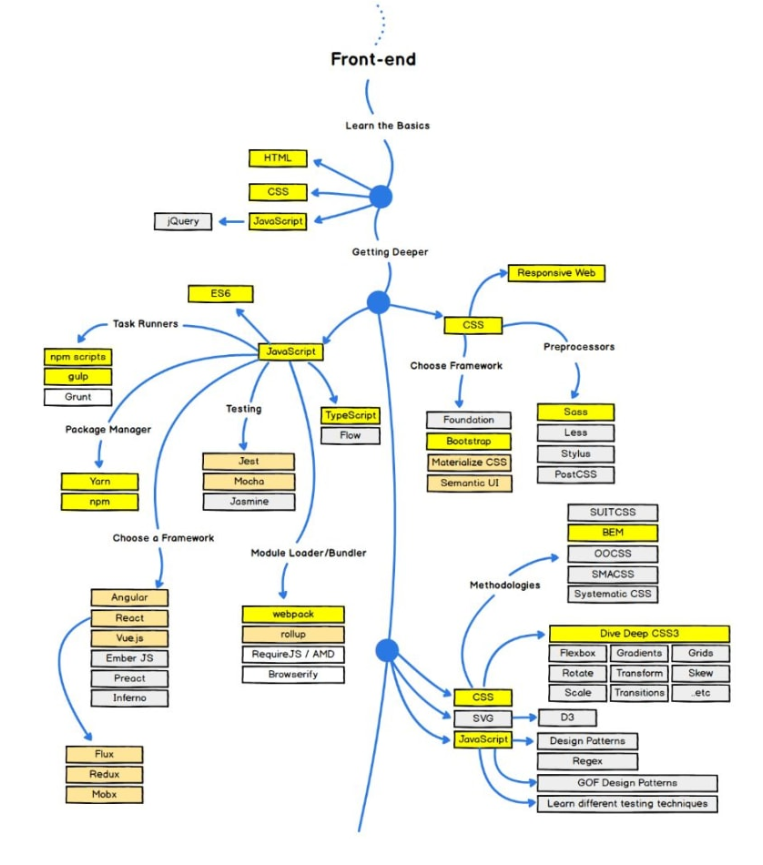 Front-end
Learn the Basics
HTML
CSS
jQuery
JavaScript
Getting Deeper
Responsive Web
ES6
Task Runners
CSS
JavaScript
Preprocessors
npm scripts
gulp
Grunt
Choose Framework
Testing
TypeScript
Flow
Package Manager
Foundation
Bootstrap
Materialize CSS
Semantic UI
Sass
Less
Stylus
PostCSS
Jest
Mocha
Jasmine
Yarn
npm
SUITCSS
BEM
OOCSS
SMACSS
Systematic CSS
Choose a Framework
Module Loader/Bundler
Methodologies
Angular
React
Vue.js
Ember JS
Preact
Inferno
webpack
rollup
RequireJS / AMD
Browserify
Dive Deep CSS3
Flexbox Gradients Grids
Rotate Transform Skew
Scale Transitions ..etc
CSS
SVG
D3
JavaScript
Design Patterns
Regex
GOF Design Patterns
Learn different testing techniques
Flux
Redux
Mobx